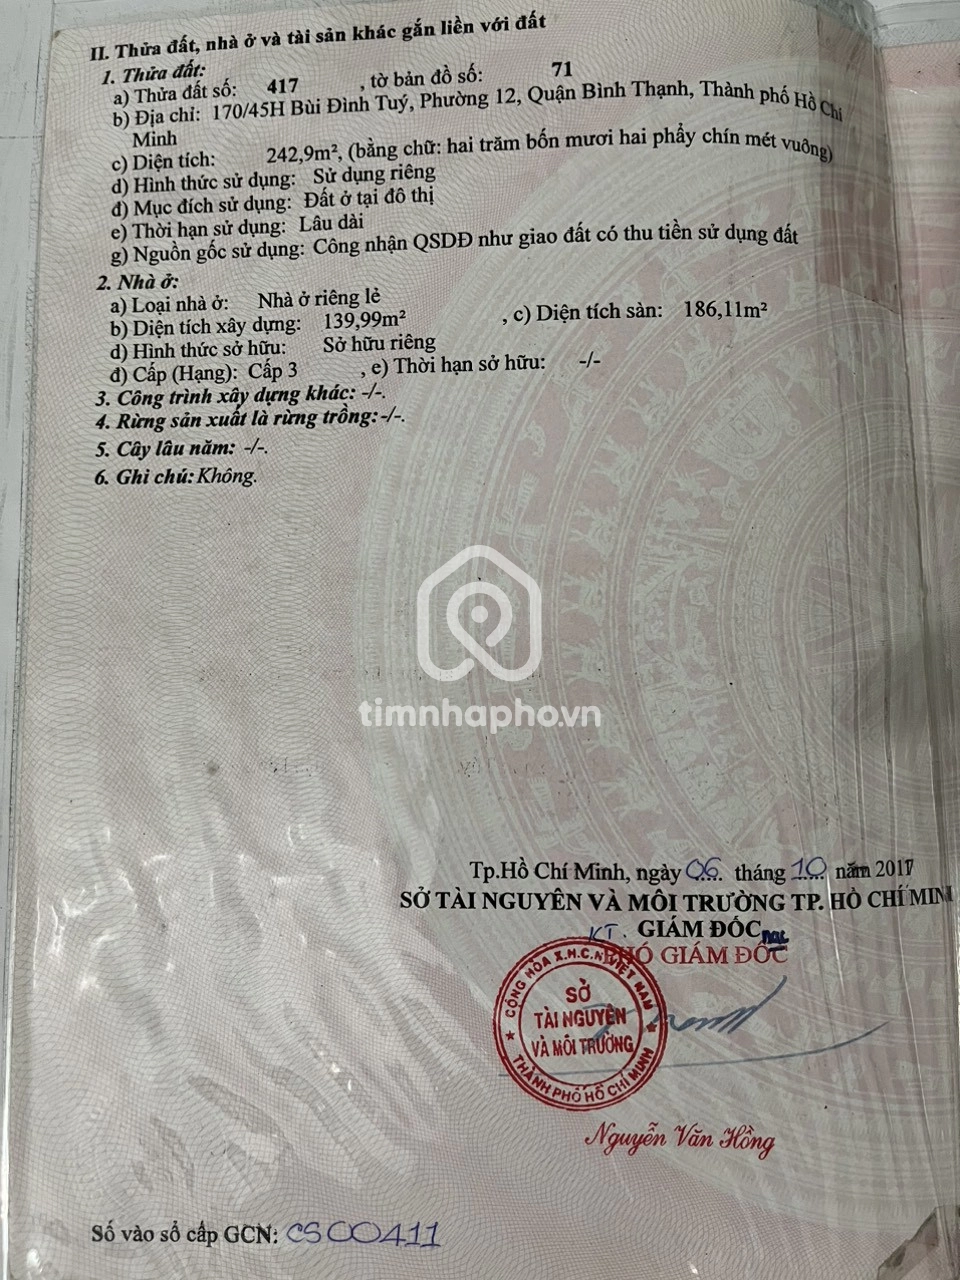 II. Thửa đất, nhà ở và tài sản khác gắn liền với đất
1. Thửa đất:
a) Thửa đất số: 417 , tờ bản đồ số: 71
b) Địa chỉ: 170/45H Bùi Đình Tuý, Phường 12, Quận Bình Thạnh, Thành phố Hồ Chí
Minh
c) Diện tích: 242,9m², (bằng chữ: hai trăm bốn mươi hai phẩy chín mét vuông)
d) Hình thức sử dụng: Sử dụng riêng
đ) Mục đích sử dụng: Đất ở tại đô thị
e) Thời hạn sử dụng: Lâu dài
g) Nguồn gốc sử dụng: Công nhận QSDĐ như giao đất có thu tiền sử dụng đất
2. Nhà ở:
a) Loại nhà ở: Nhà ở riêng lẻ
b) Diện tích xây dựng: 139,99m² , c) Diện tích sàn: 186,11m²
d) Hình thức sở hữu: Sở hữu riêng
đ) Cấp (Hạng): Cấp 3 , e) Thời hạn sở hữu: -/-
3. Công trình xây dựng khác: -/-.
4. Rừng sản xuất là rừng trồng:-/-.
5. Cây lâu năm: -/-.
6. Ghi chú: Không.
timnhapho.vn
Tp.Hồ Chí Minh, ngày 06 tháng 10 năm 2017
SỞ TÀI NGUYÊN VÀ MÔI TRƯỜNG TP. HỒ CHÍ MINH
KT. GIÁM ĐỐC
PHÓ GIÁM ĐỐC
CỘNG HÒA X.H.C.N VIỆT NAM
SỞ
TÀI NGUYÊN
VÀ MÔI TRƯỜNG
THÀNH PHỐ HỒ CHÍ MINH
Nguyễn Văn Hồng
Số vào sổ cấp GCN: CS00411